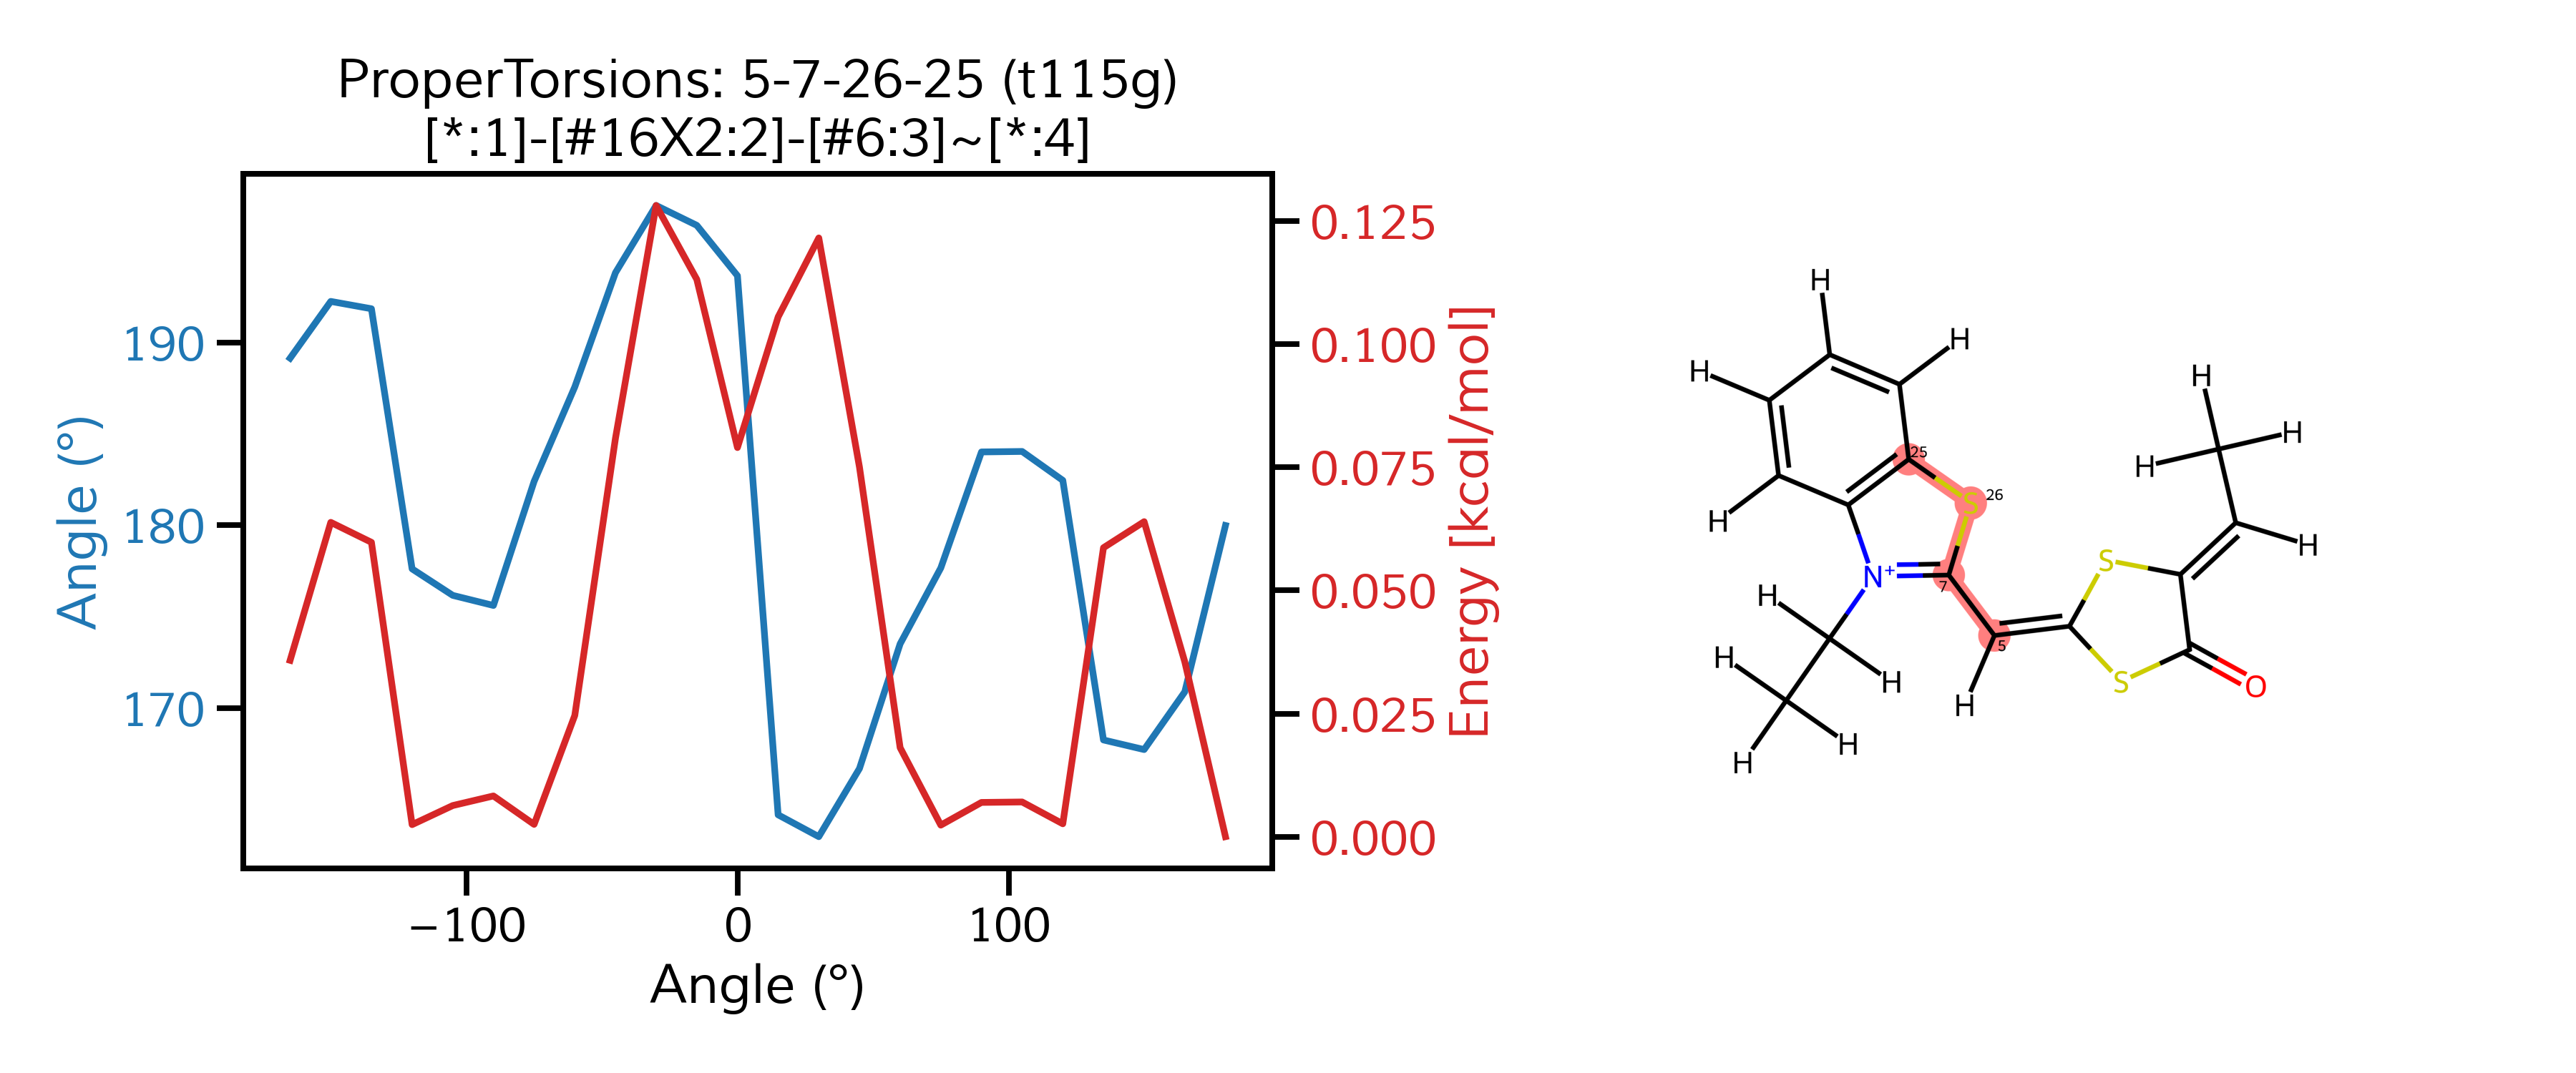 ProperTorsions: 5-7-26-25 (t115g)
[*:1]-[#16X2:2]-[#6:3]~[*:4]
Angle (°)
190
180
170
0.125
0.100
0.075
0.050
0.025
0.000
Energy [kcal/mol]
−100 0 100
Angle (°)
H
H
H
H
H
H
H
25
S 26
H
S
H
N+
7
H
5
H
H
S
O
H
H
H